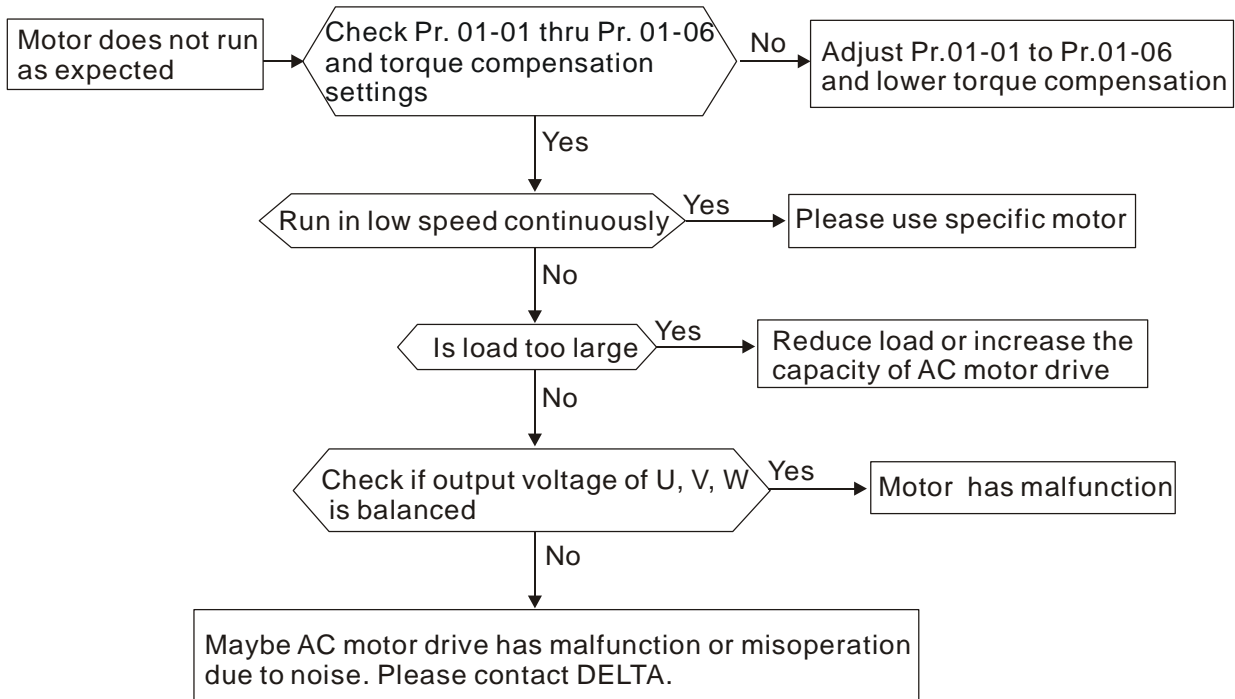 Motor does not run
as expected
Check Pr. 01-01 thru Pr. 01-06
and torque compensation
settings
No
Adjust Pr.01-01 to Pr.01-06
and lower torque compensation
Yes
Run in low speed continuously
Yes
Please use specific motor
No
Is load too large
Yes
Reduce load or increase the
capacity of AC motor drive
No
Check if output voltage of U, V, W
is balanced
Yes
Motor has malfunction
No
Maybe AC motor drive has malfunction or misoperation
due to noise. Please contact DELTA.